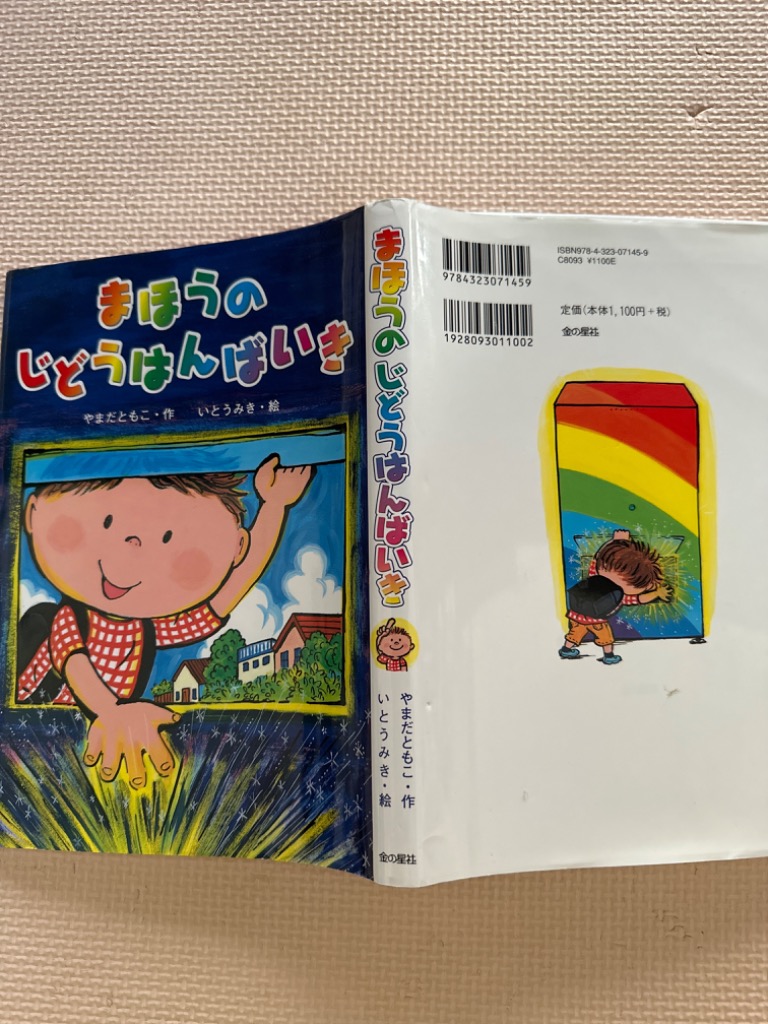 まほうの
じどうはんばいき
やまだともこ・作 いとうみき・絵
まほうの じどうはんばいき
やまだともこ・作
いとうみき・絵
金の星社
9784323071459
1928093011002
ISBN978-4-323-07145-9
C8093 ¥1100E
定価(本体1,100円+税)
金の星社